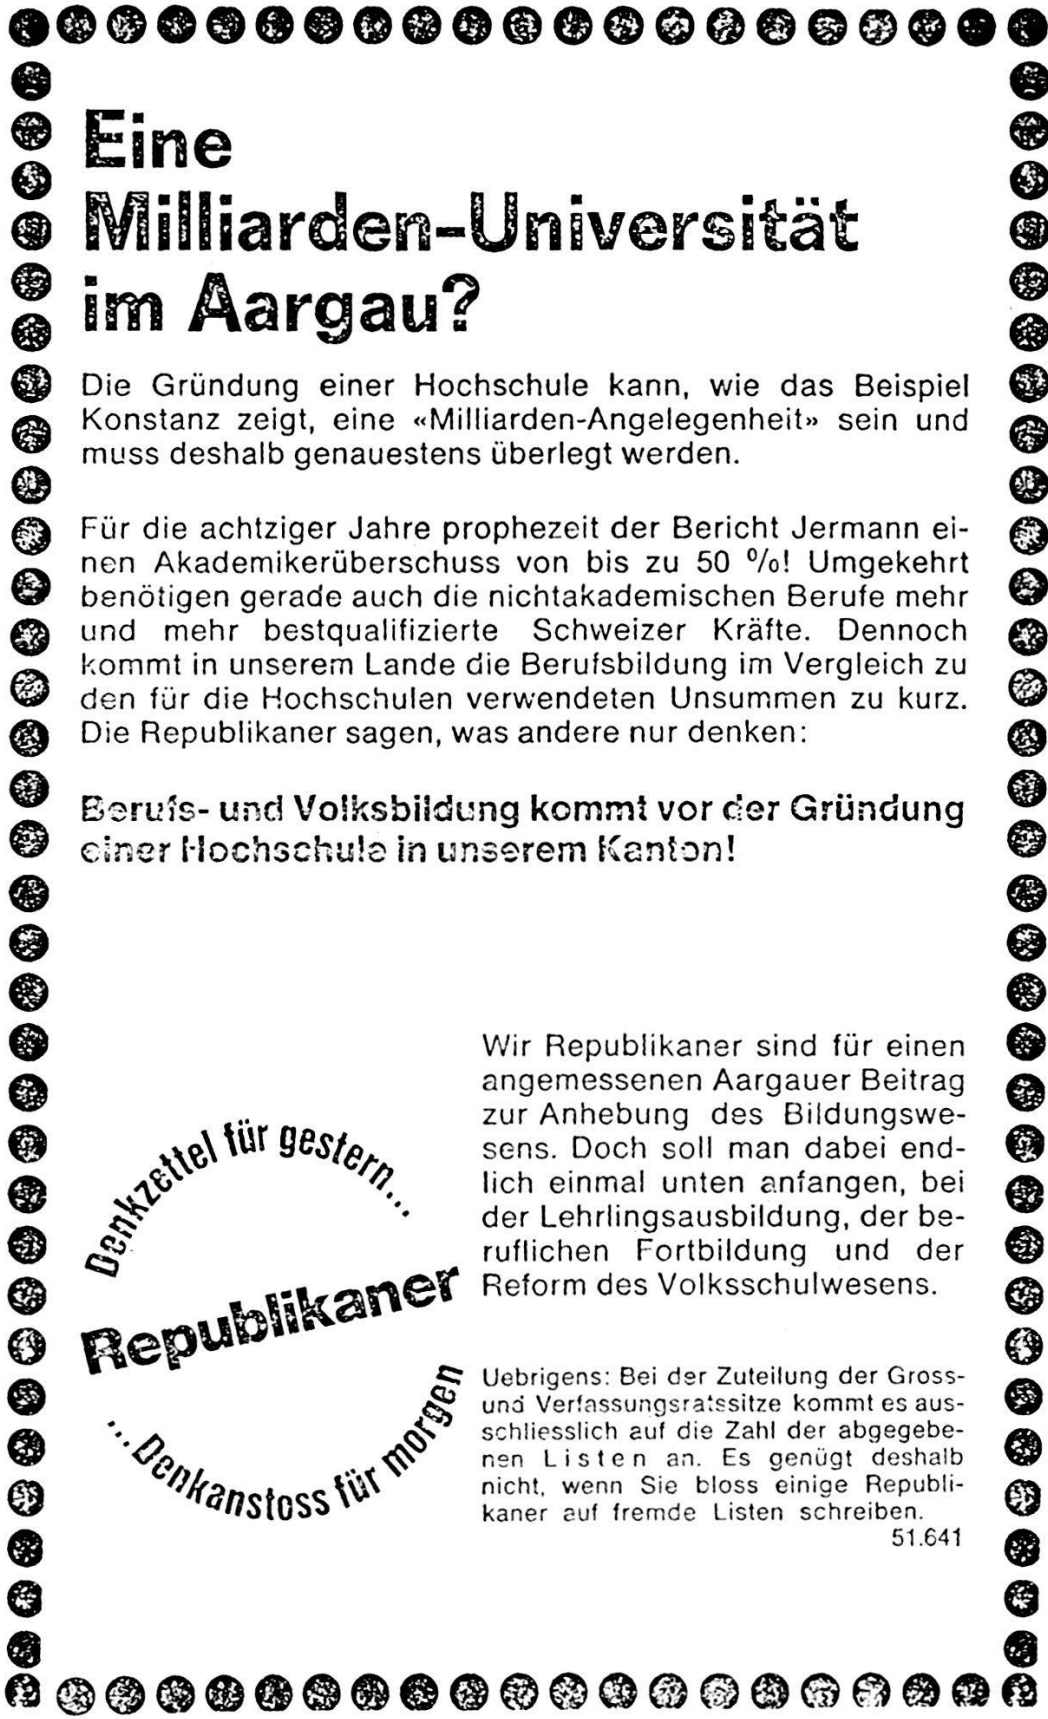 Eine
Milliarden-Universität
im Aargau?
Die Gründung einer Hochschule kann, wie das Beispiel
Konstanz zeigt, eine «Milliarden-Angelegenheit» sein und
muss deshalb genauestens überlegt werden.
Für die achtziger Jahre prophezeit der Bericht Jermann ei-
nen Akademikerüberschuss von bis zu 50 %! Umgekehrt
benötigen gerade auch die nichtakademischen Berufe mehr
und mehr bestqualifizierte Schweizer Kräfte. Dennoch
kommt in unserem Lande die Berufsbildung im Vergleich zu
den für die Hochschulen verwendeten Unsummen zu kurz.
Die Republikaner sagen, was andere nur denken:
Berufs- und Volksbildung kommt vor der Gründung
einer Hochschule in unserem Kanton!
Wir Republikaner sind für einen
angemessenen Aargauer Beitrag
zur Anhebung des Bildungswe-
sens. Doch soll man dabei end-
lich einmal unten anfangen, bei
der Lehrlingsausbildung, der be-
ruflichen Fortbildung und der
Reform des Volksschulwesens.
Denkzettel für gestern...
Republikaner
... Denkanstoss für morgen
Uebrigens: Bei der Zuteilung der Gross-
und Verfassungsratssitze kommt es aus-
schliesslich auf die Zahl der abgegebe-
nen Listen an. Es genügt deshalb
nicht, wenn Sie bloss einige Republi-
kaner auf fremde Listen schreiben.
51.641